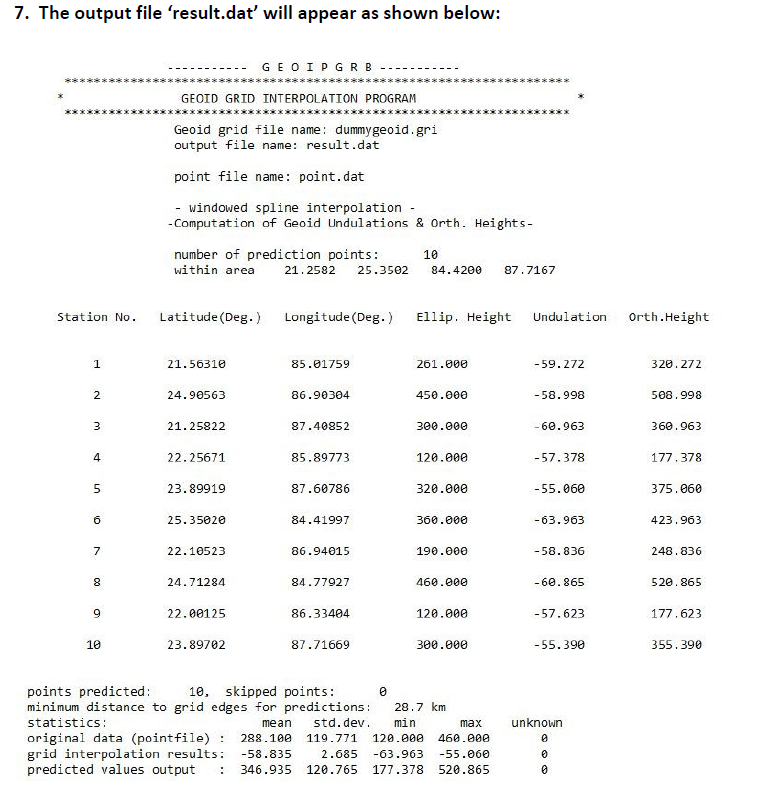 7. The output file ‘result.dat’ will appear as shown below:
----------- G E O I P G R B -----------
*********************************************************************
* GEOID GRID INTERPOLATION PROGRAM *
*********************************************************************
Geoid grid file name: dummygeoid.gri
output file name: result.dat
point file name: point.dat
- windowed spline interpolation -
-Computation of Geoid Undulations & Orth. Heights-
number of prediction points: 10
within area 21.2582 25.3502 84.4200 87.7167
Station No. Latitude(Deg.) Longitude(Deg.) Ellip. Height Undulation Orth.Height
1 21.56310 85.01759 261.000 -59.272 320.272
2 24.90563 86.90304 450.000 -58.998 508.998
3 21.25822 87.40852 300.000 -60.963 360.963
4 22.25671 85.89773 120.000 -57.378 177.378
5 23.89919 87.60786 320.000 -55.060 375.060
6 25.35020 84.41997 360.000 -63.963 423.963
7 22.10523 86.94015 190.000 -58.836 248.836
8 24.71284 84.77927 460.000 -60.865 520.865
9 22.00125 86.33404 120.000 -57.623 177.623
10 23.89702 87.71669 300.000 -55.390 355.390
points predicted: 10, skipped points: 0
minimum distance to grid edges for predictions: 28.7 km
statistics: mean std.dev. min max unknown
original data (pointfile) : 288.100 119.771 120.000 460.000 0
grid interpolation results: -58.835 2.685 -63.963 -55.060 0
predicted values output : 346.935 120.765 177.378 520.865 0